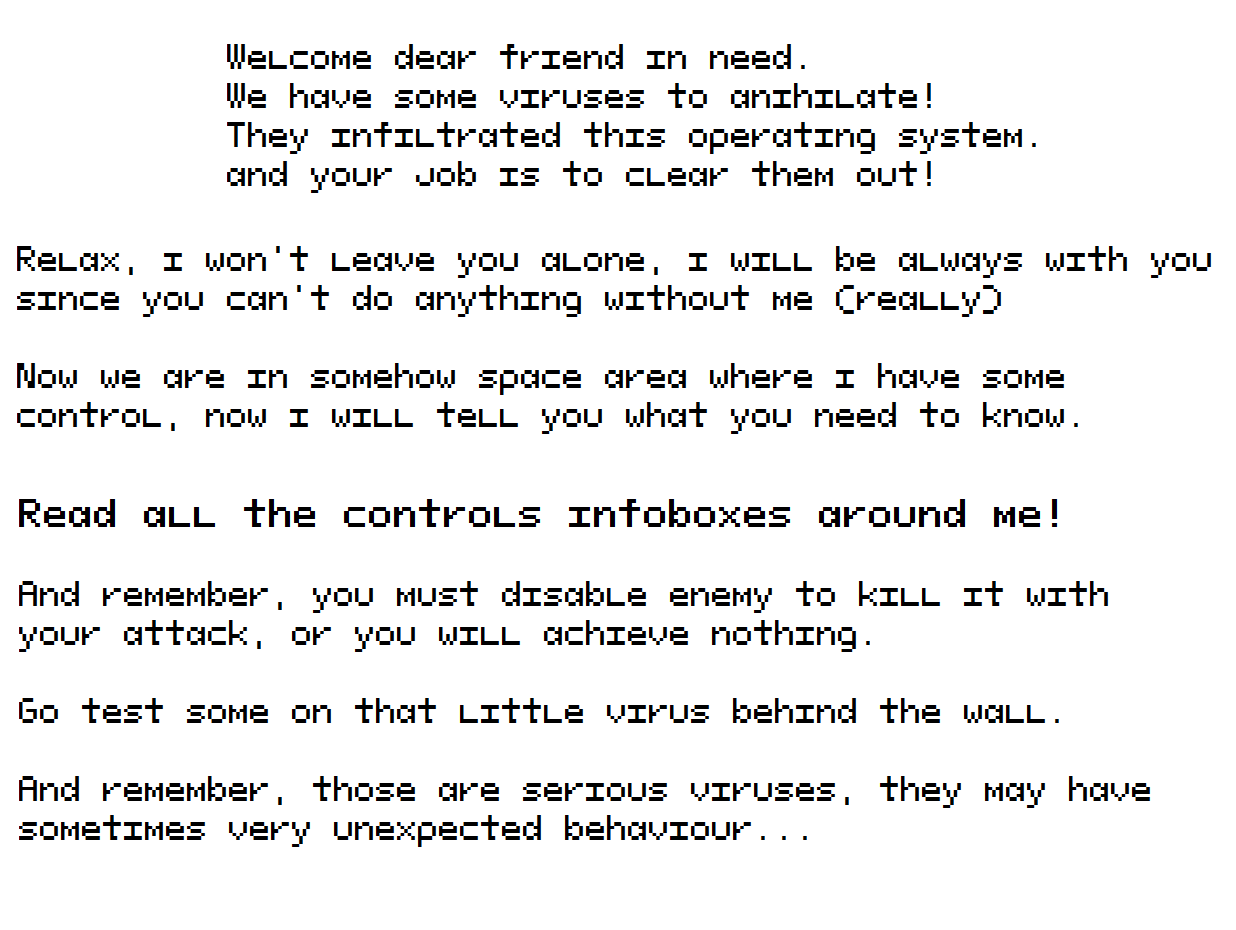 Welcome dear friend in need.
We have some viruses to anihilate!
They infiltrated this operating system.
and your job is to clear them out!
Relax, I won't leave you alone, I will be always with you
since you can't do anything without me (really)
Now we are in somehow space area where I have some
control, now I will tell you what you need to know.
Read all the controls infoboxes around me!
And remember, you must disable enemy to kill it with
your attack, or you will achieve nothing.
Go test some on that little virus behind the wall.
And remember, those are serious viruses, they may have
sometimes very unexpected behaviour...